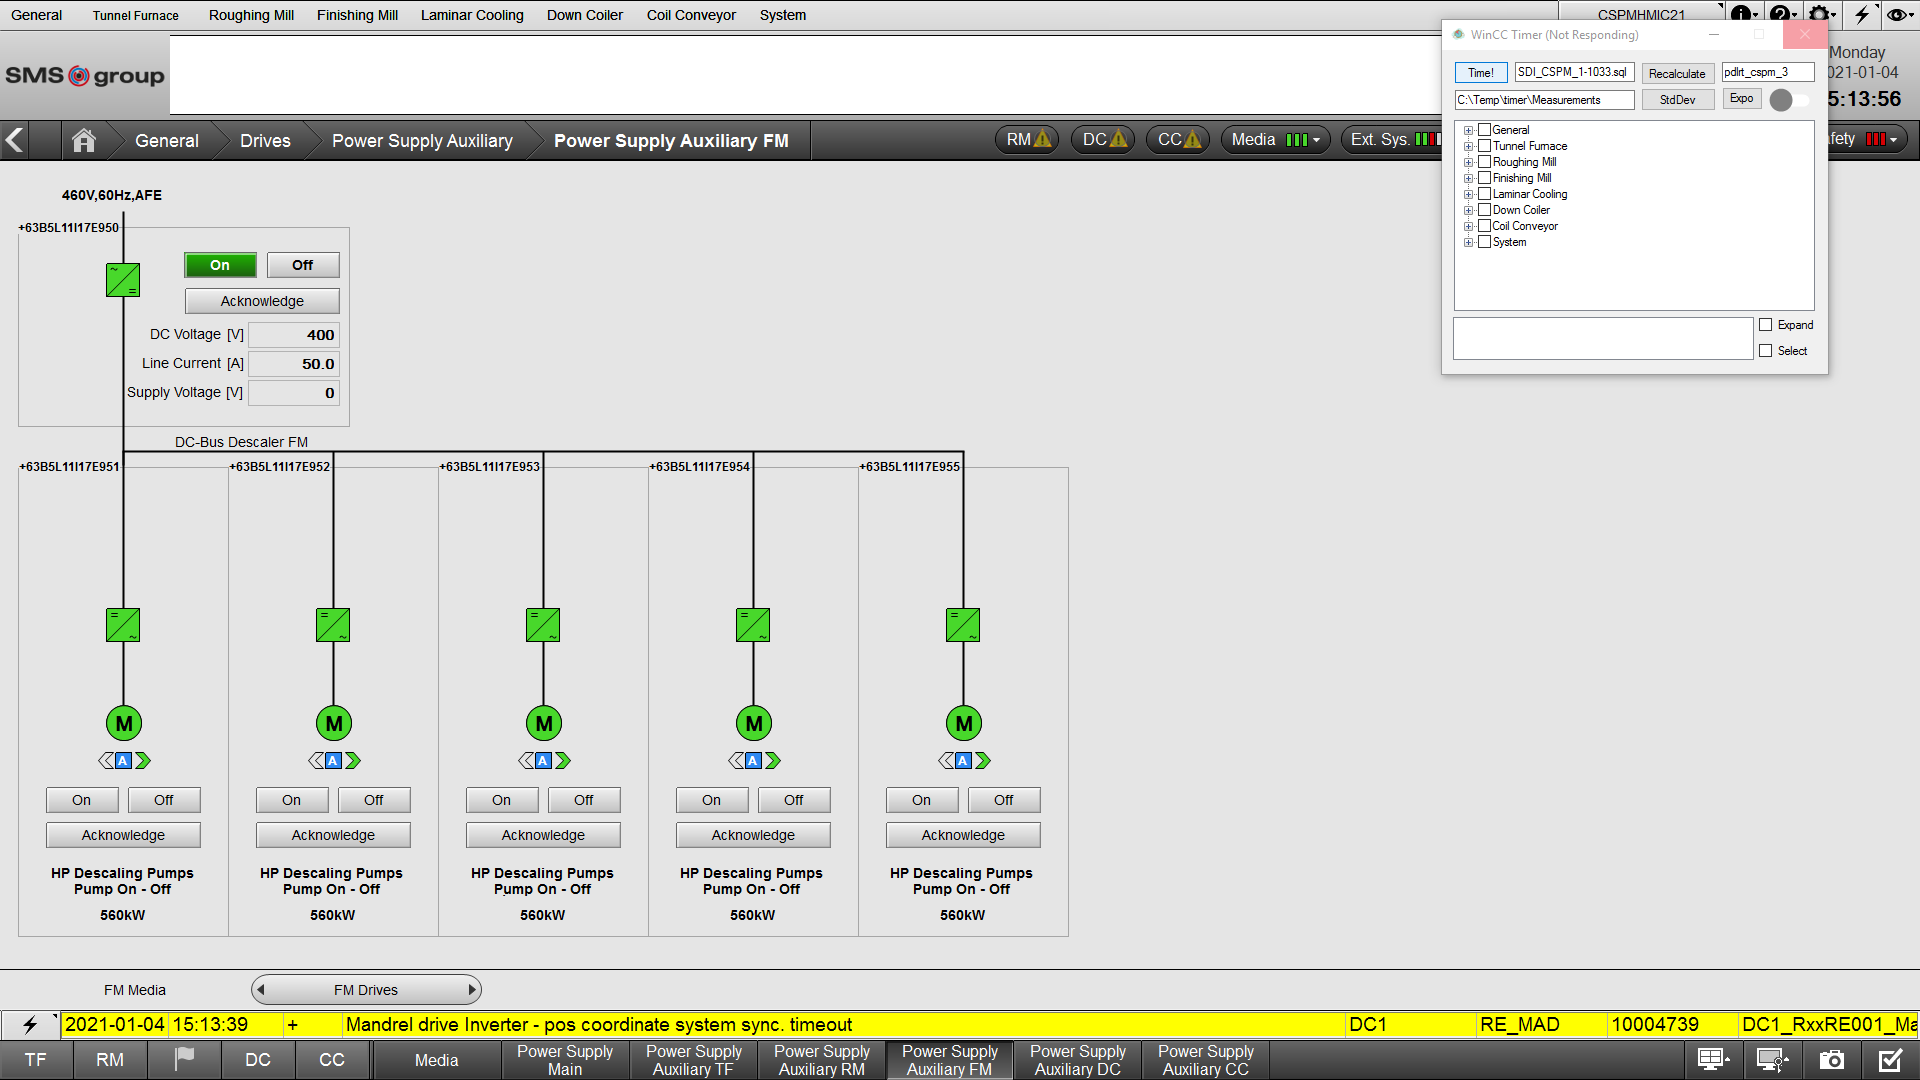 General Tunnel Furnace Roughing Mill Finishing Mill Laminar Cooling Down Coiler Coil Conveyor System CSPMHMIC21
SMS group
Monday
021-01-04
5:13:56
WinCC Timer (Not Responding)
Time! SDI_CSPM_1-1033.sql Recalculate pdlrt_cspm_3
C:\Temp\timer\Measurements StdDev Expo
General
Tunnel Furnace
Roughing Mill
Finishing Mill
Laminar Cooling
Down Coiler
Coil Conveyor
System
Expand
Select
General Drives Power Supply Auxiliary Power Supply Auxiliary FM RM DC CC Media Ext. Sys. fety
460V,60Hz,AFE
+63B5L11I17E950
~
=
On Off
Acknowledge
DC Voltage [V] 400
Line Current [A] 50.0
Supply Voltage [V] 0
DC-Bus Descaler FM
+63B5L11I17E951 +63B5L11I17E952 +63B5L11I17E953 +63B5L11I17E954 +63B5L11I17E955
= = = = =
~ ~ ~ ~ ~
M M M M M
A A A A A
On Off On Off On Off On Off On Off
Acknowledge Acknowledge Acknowledge Acknowledge Acknowledge
HP Descaling Pumps HP Descaling Pumps HP Descaling Pumps HP Descaling Pumps HP Descaling Pumps
Pump On - Off Pump On - Off Pump On - Off Pump On - Off Pump On - Off
560kW 560kW 560kW 560kW 560kW
FM Media FM Drives
2021-01-04 15:13:39 + Mandrel drive Inverter - pos coordinate system sync. timeout DC1 RE_MAD 10004739 DC1_RxxRE001_Ma
TF RM DC CC Media
Power Supply Main
Power Supply Auxiliary TF
Power Supply Auxiliary RM
Power Supply Auxiliary FM
Power Supply Auxiliary DC
Power Supply Auxiliary CC